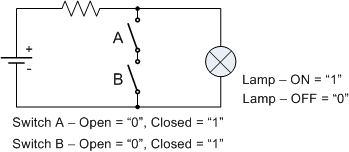 +
A
-
B
Lamp – ON = “1”
Lamp – OFF = “0”
Switch A – Open = “0”, Closed = “1”
Switch B – Open = “0”, Closed = “1”